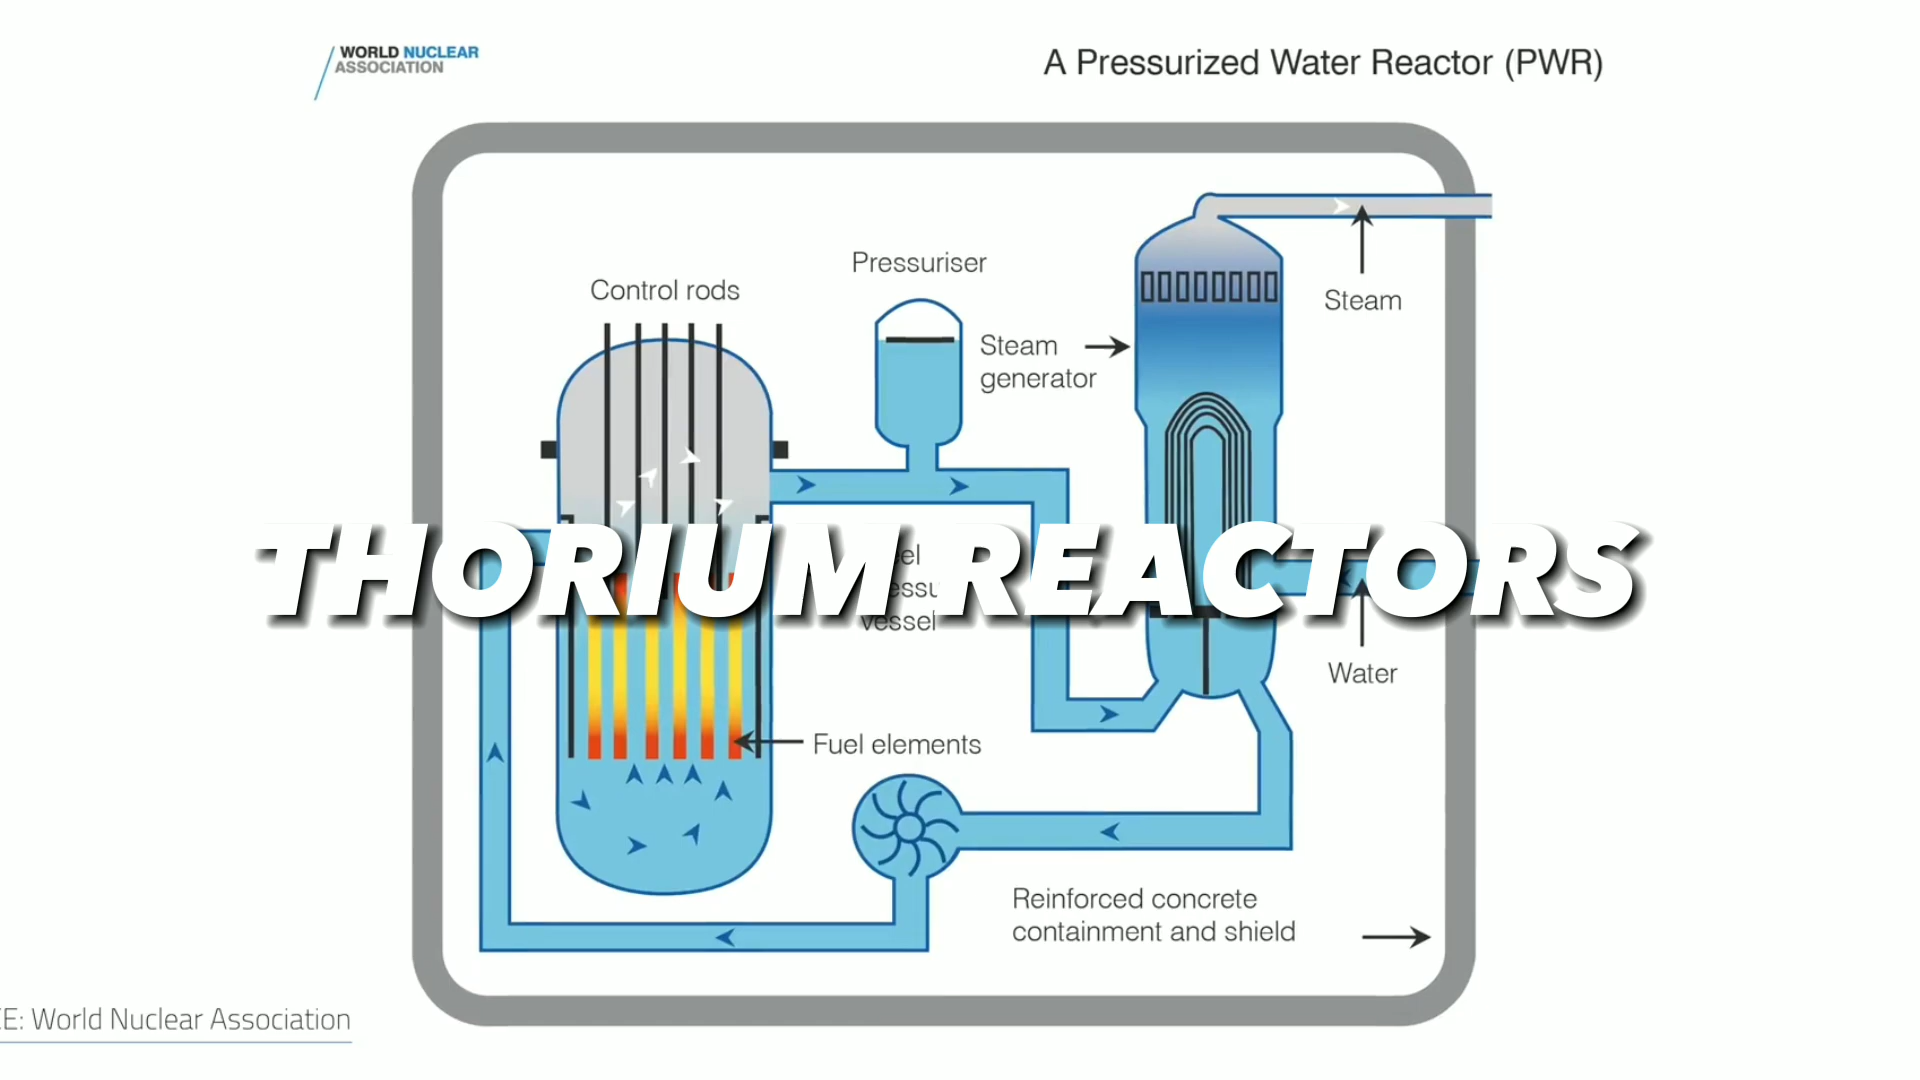 WORLD NUCLEAR
ASSOCIATION
A Pressurized Water Reactor (PWR)
Pressuriser
Control rods
Steam
generator
Steam
THORIUM REACTORS
vessel
Water
Fuel elements
Reinforced concrete
containment and shield
World Nuclear Association